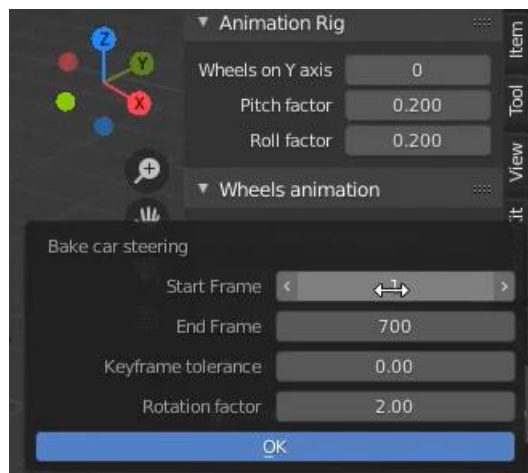 Animation Rig
Item
Z
Y
X
Wheels on Y axis 0
Tool
Pitch factor 0.200
Roll factor 0.200
View
Wheels animation
it
Bake car steering
Start Frame
End Frame 700
Keyframe tolerance 0.00
Rotation factor 2.00
OK